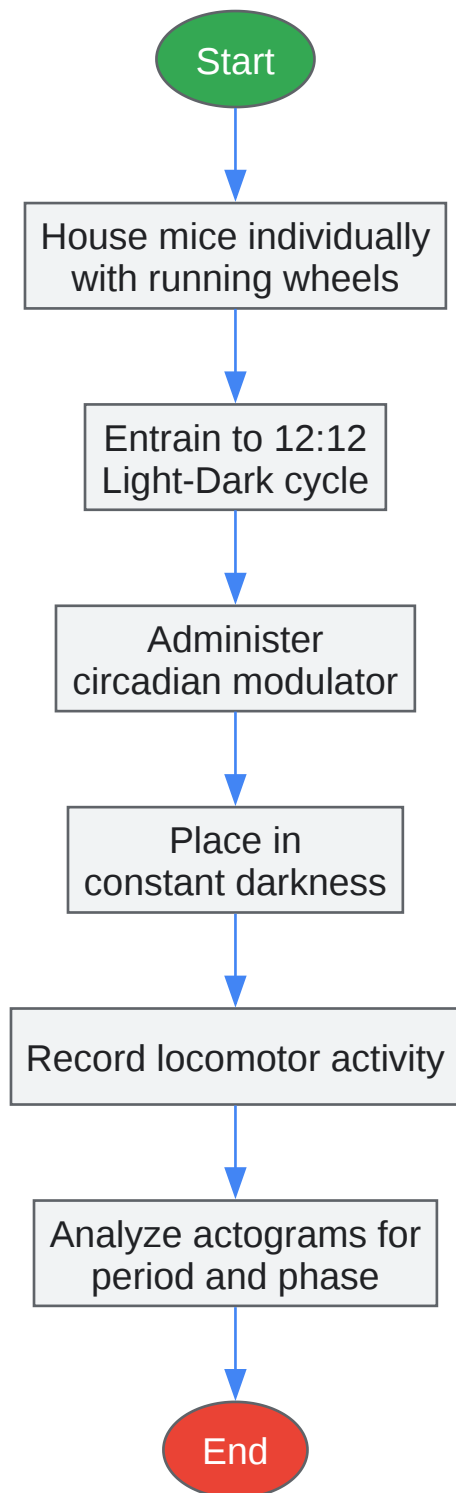 Start
House mice individually
with running wheels
Entrain to 12:12
Light-Dark cycle
Administer
circadian modulator
Place in
constant darkness
Record locomotor activity
Analyze actograms for
period and phase
End